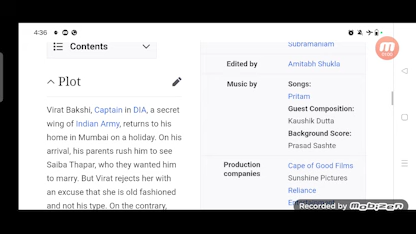 4:36
Contents
Plot
Virat Bakshi, Captain in DIA, a secret
wing of Indian Army, returns to his
home in Mumbai on a holiday. On his
arrival, his parents rush him to see
Saiba Thapar, who they wanted him
to marry. But Virat rejects her with
an excuse that she is old fashioned
and not his type. On the contrary,
Subramaniam
Edited by Amitabh Shukla
Music by Songs:
Pritam
Guest Composition:
Kaushik Dutta
Background Score:
Prasad Sashte
Production Cape of Good Films
companies Sunshine Pictures
Reliance
Entertainment
Recorded by Mobizen